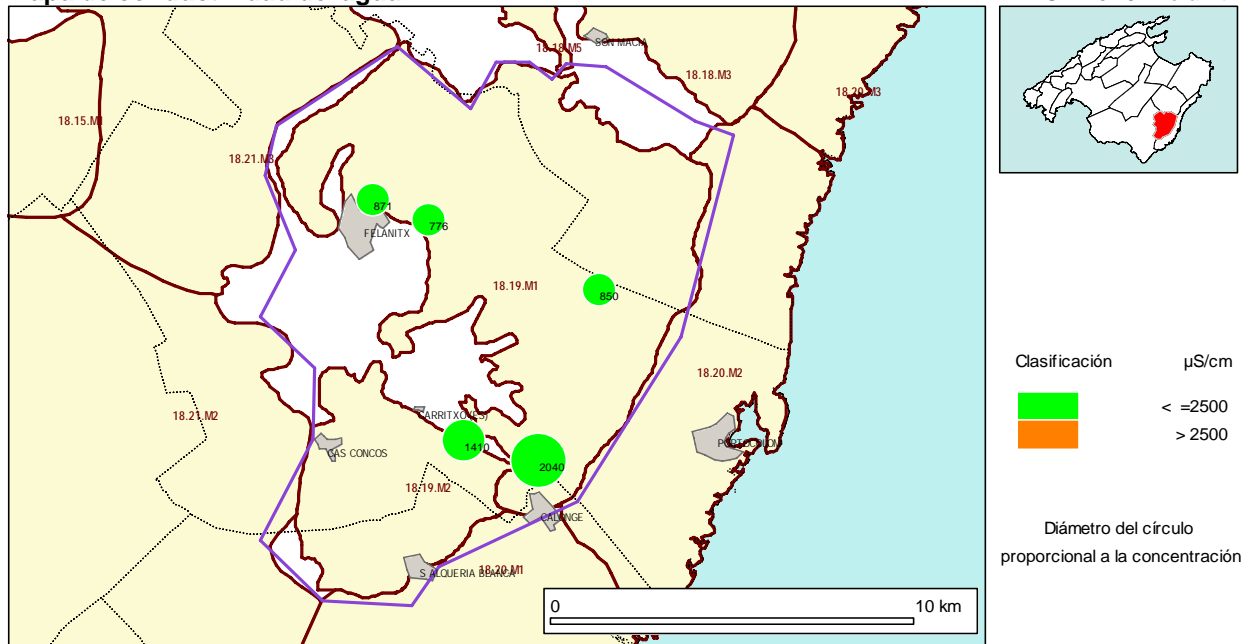 SON MACIA
18.18.M5
18.18.M3
18.20.M3
18.15.M1
18.21.M3
871
776
FELANITX
18.19.M1
850
18.20.M2
18.21.M2
CARRITXO (ES)
1410
PORTOCOLOM
CAS CONCOS
2040
18.19.M2
CALONGE
S ALQUERIA BLANCA
18.20.M1
0 10 km
Clasificación µS/cm
< =2500
> 2500
Diámetro del círculo
proporcional a la concentración